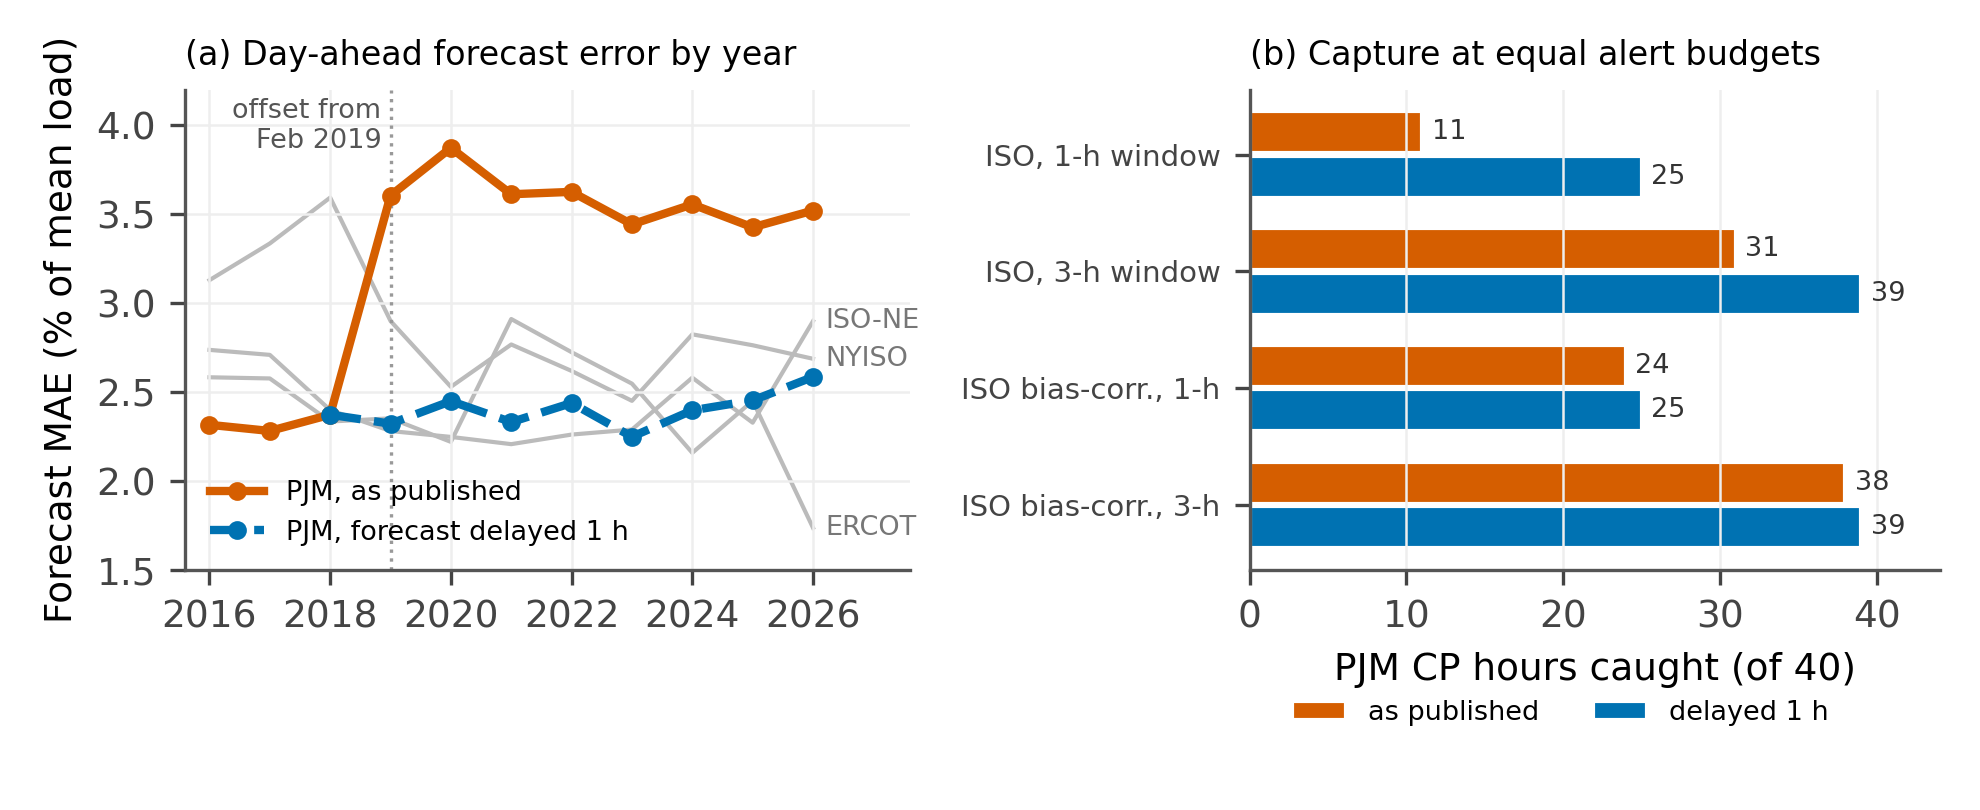 (a) Day-ahead forecast error by year
Forecast MAE (% of mean load)
4.0
3.5
3.0
2.5
2.0
1.5
offset from
Feb 2019
ISO-NE
NYISO
ERCOT
PJM, as published
PJM, forecast delayed 1 h
2016 2018 2020 2022 2024 2026
(b) Capture at equal alert budgets
ISO, 1-h window
11
25
ISO, 3-h window
31
39
ISO bias-corr., 1-h
24
25
ISO bias-corr., 3-h
38
39
0 10 20 30 40
PJM CP hours caught (of 40)
as published delayed 1 h